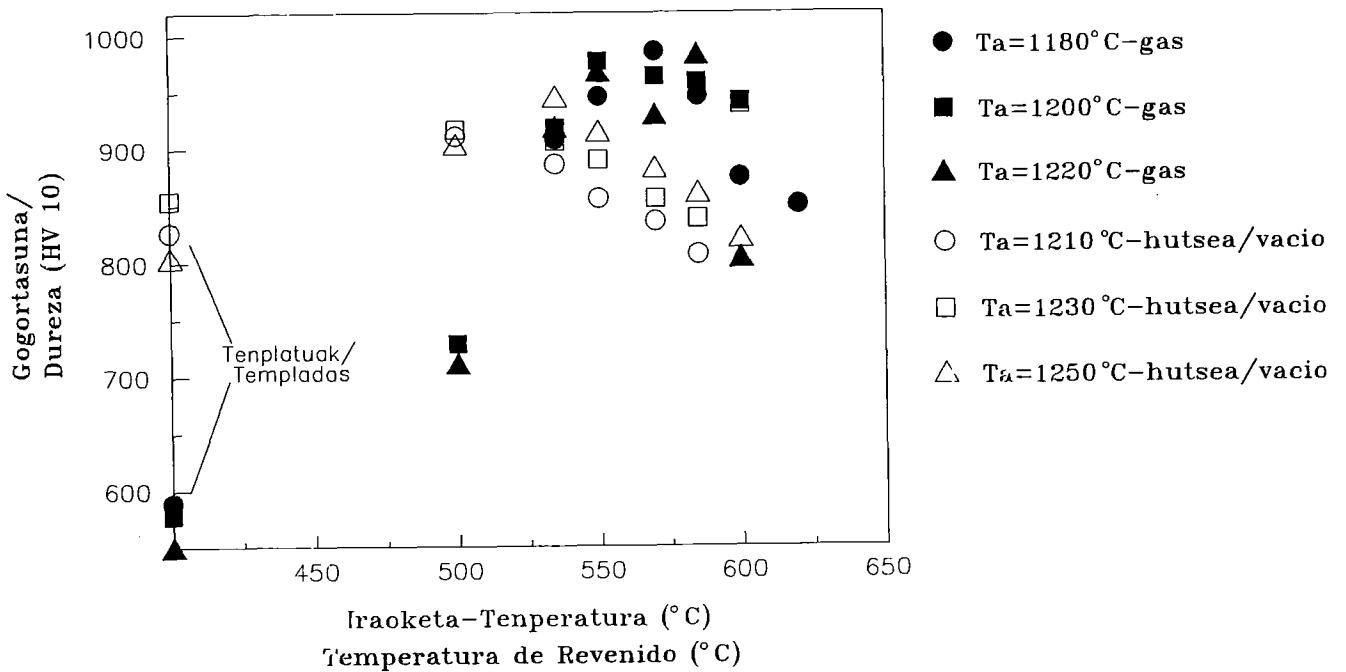 1000
900
800
700
600
Gogortasuna/
Dureza (HV 10)
Tenplatuak/
Templadas
450
500
550
600
650
Iraoketa-Tenperatura (°C)
Temperatura de Revenido (°C)
Ta=1180°C-gas
Ta=1200°C-gas
Ta=1220°C-gas
Ta=1210°C-hutsea/vacio
Ta=1230°C-hutsea/vacio
Ta=1250°C-hutsea/vacio